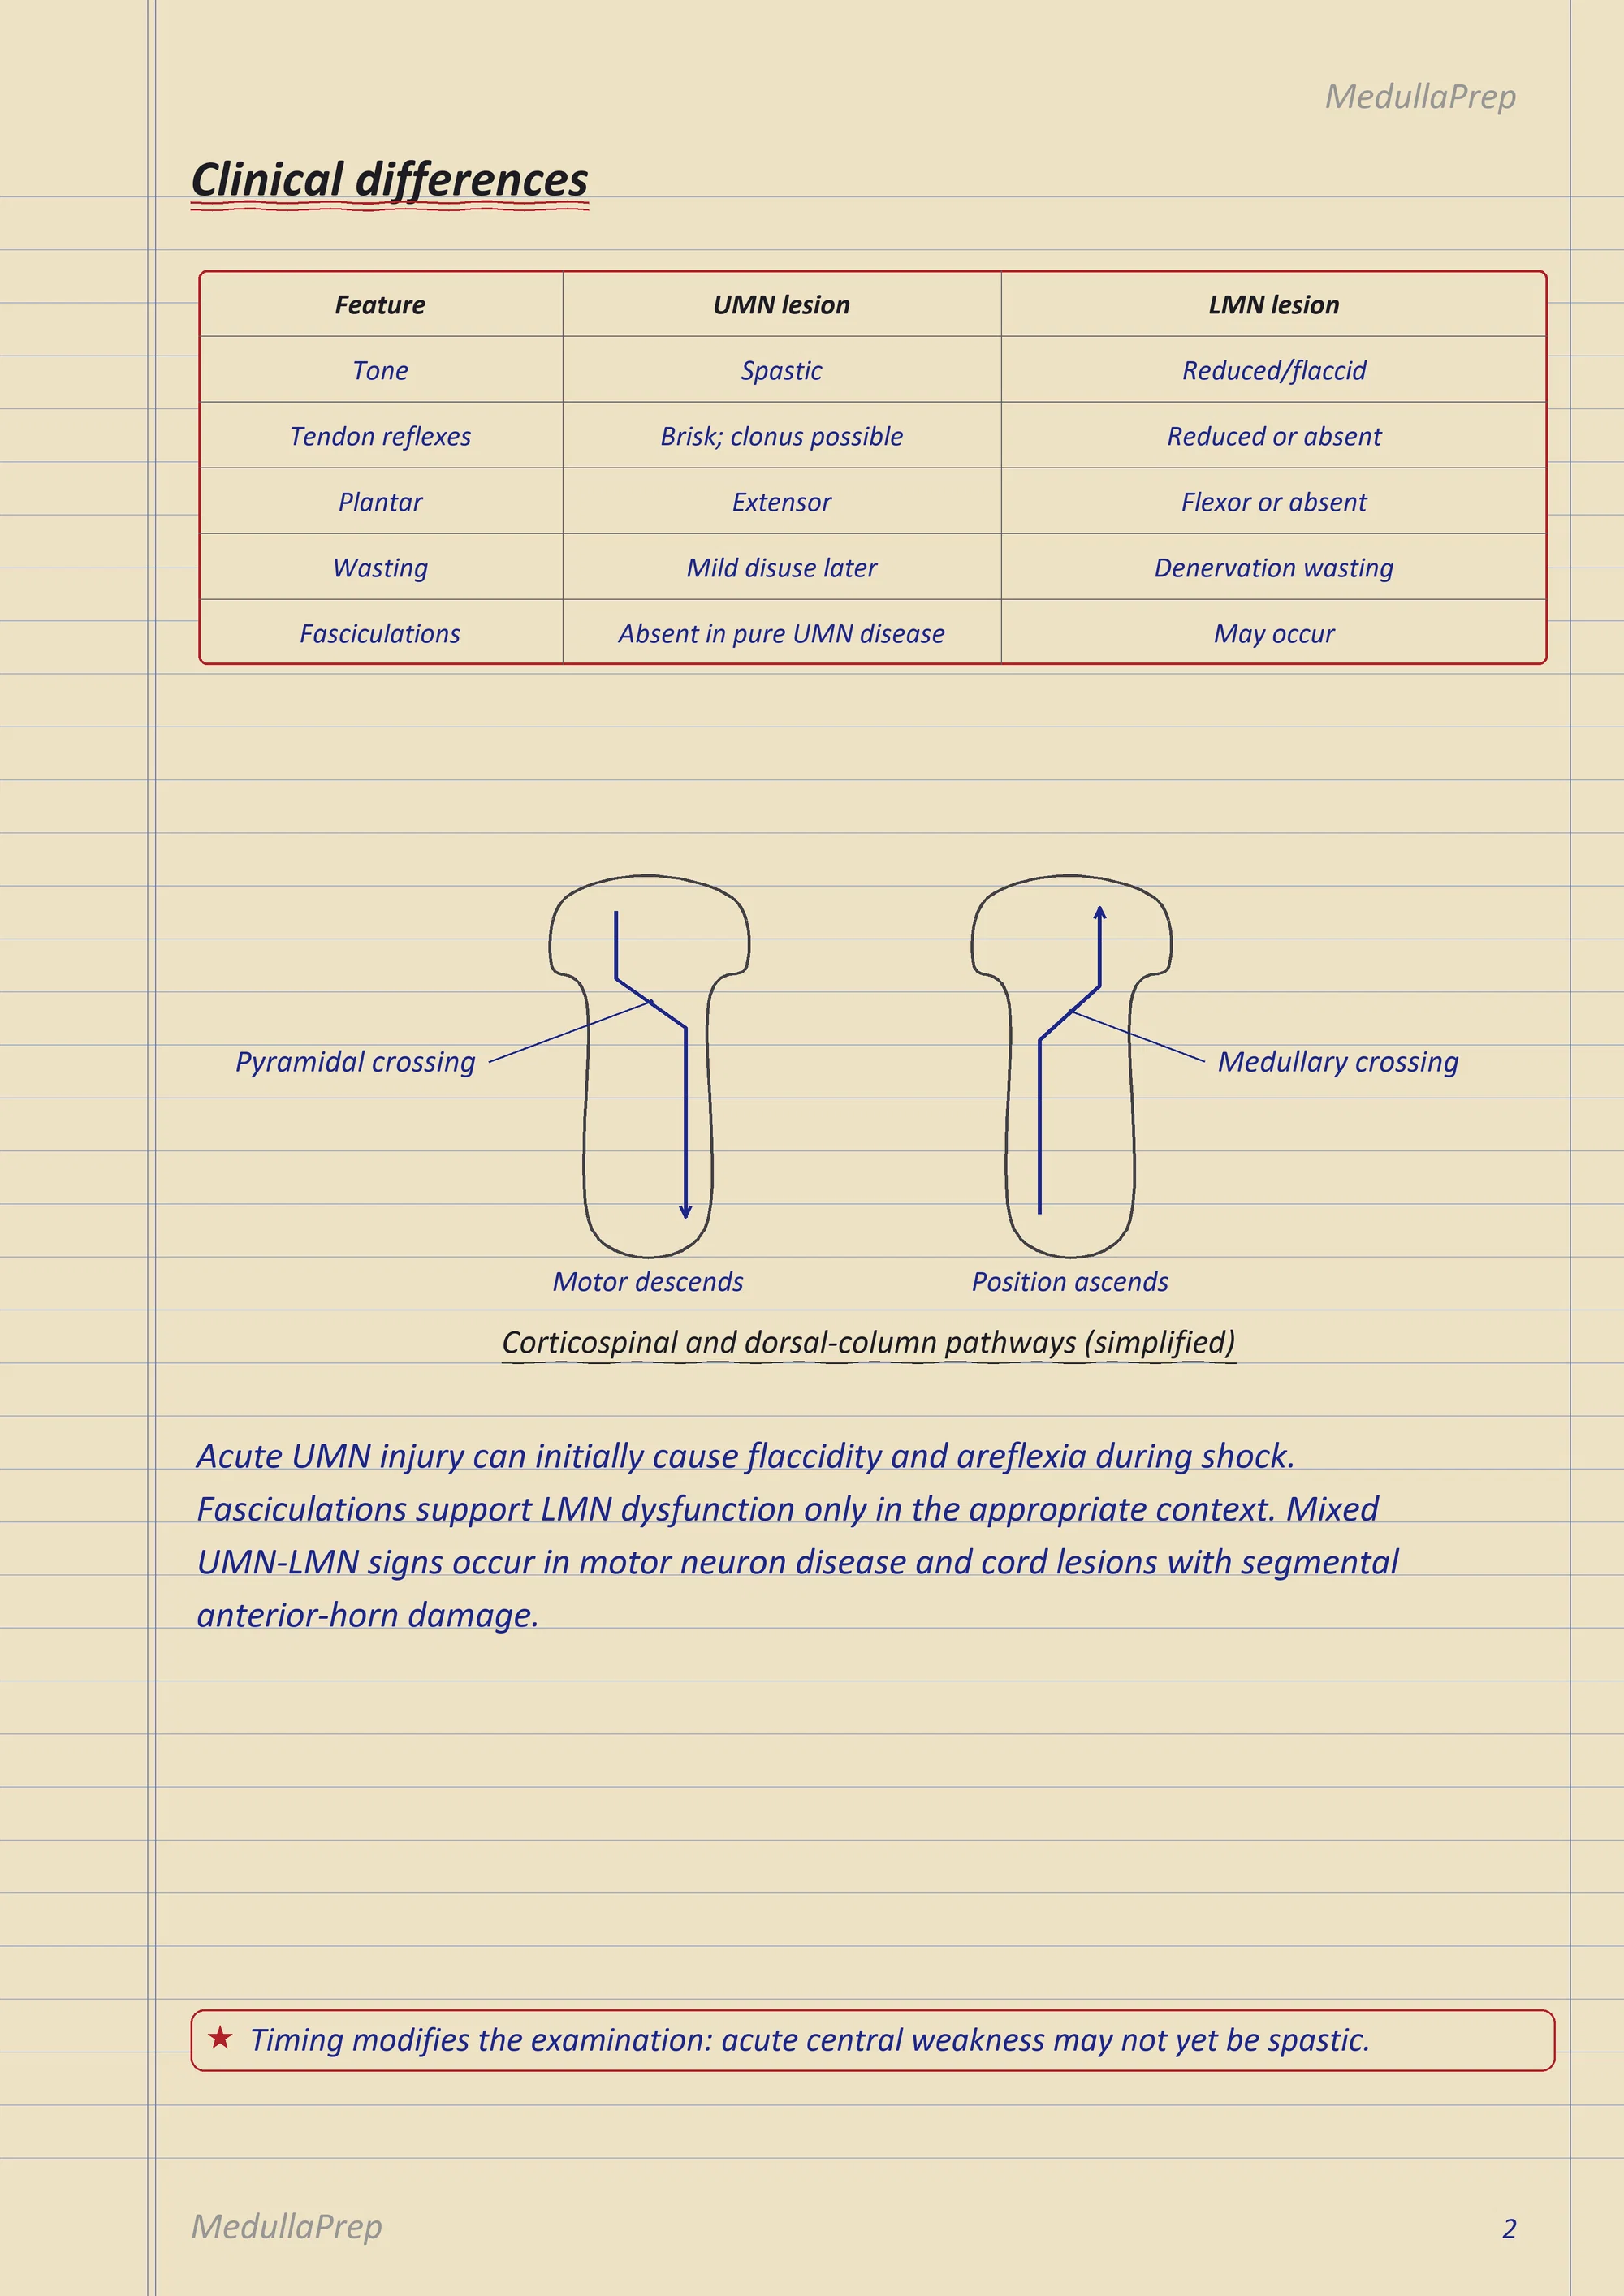 MedullaPrep
Clinical differences
Feature UMN lesion LMN lesion
Tone Spastic Reduced/flaccid
Tendon reflexes Brisk; clonus possible Reduced or absent
Plantar Extensor Flexor or absent
Wasting Mild disuse later Denervation wasting
Fasciculations Absent in pure UMN disease May occur
Pyramidal crossing Medullary crossing
Motor descends Position ascends
Corticospinal and dorsal-column pathways (simplified)
Acute UMN injury can initially cause flaccidity and areflexia during shock.
Fasciculations support LMN dysfunction only in the appropriate context. Mixed
UMN-LMN signs occur in motor neuron disease and cord lesions with segmental
anterior-horn damage.
★ Timing modifies the examination: acute central weakness may not yet be spastic.
MedullaPrep 2